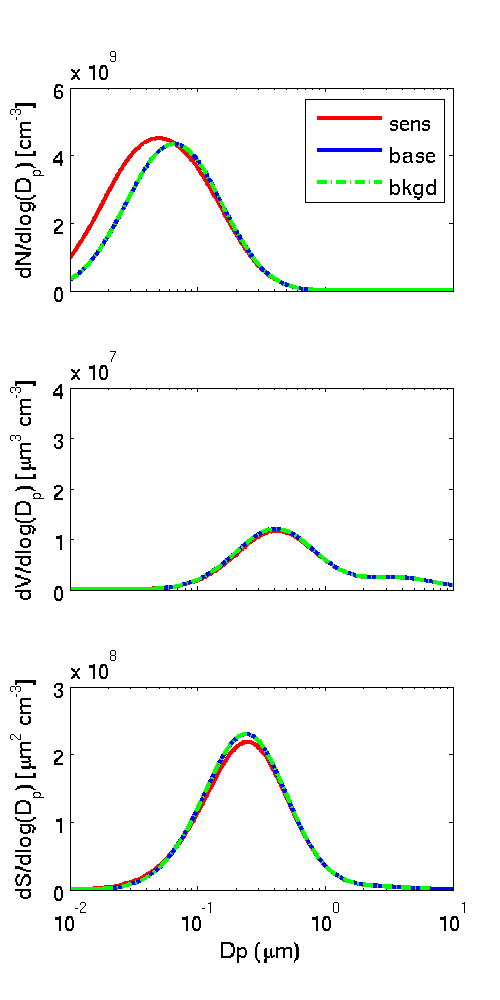 x 10^9
6
4
2
0
dN/dlog(D_p) [cm^-3]
sens
base
bkgd
x 10^7
4
3
2
1
0
dV/dlog(D_p) [μm^3 cm^-3]
x 10^8
3
2
1
0
dS/dlog(D_p) [μm^2 cm^-3]
10^-2 10^-1 10^0 10^1
Dp (μm)